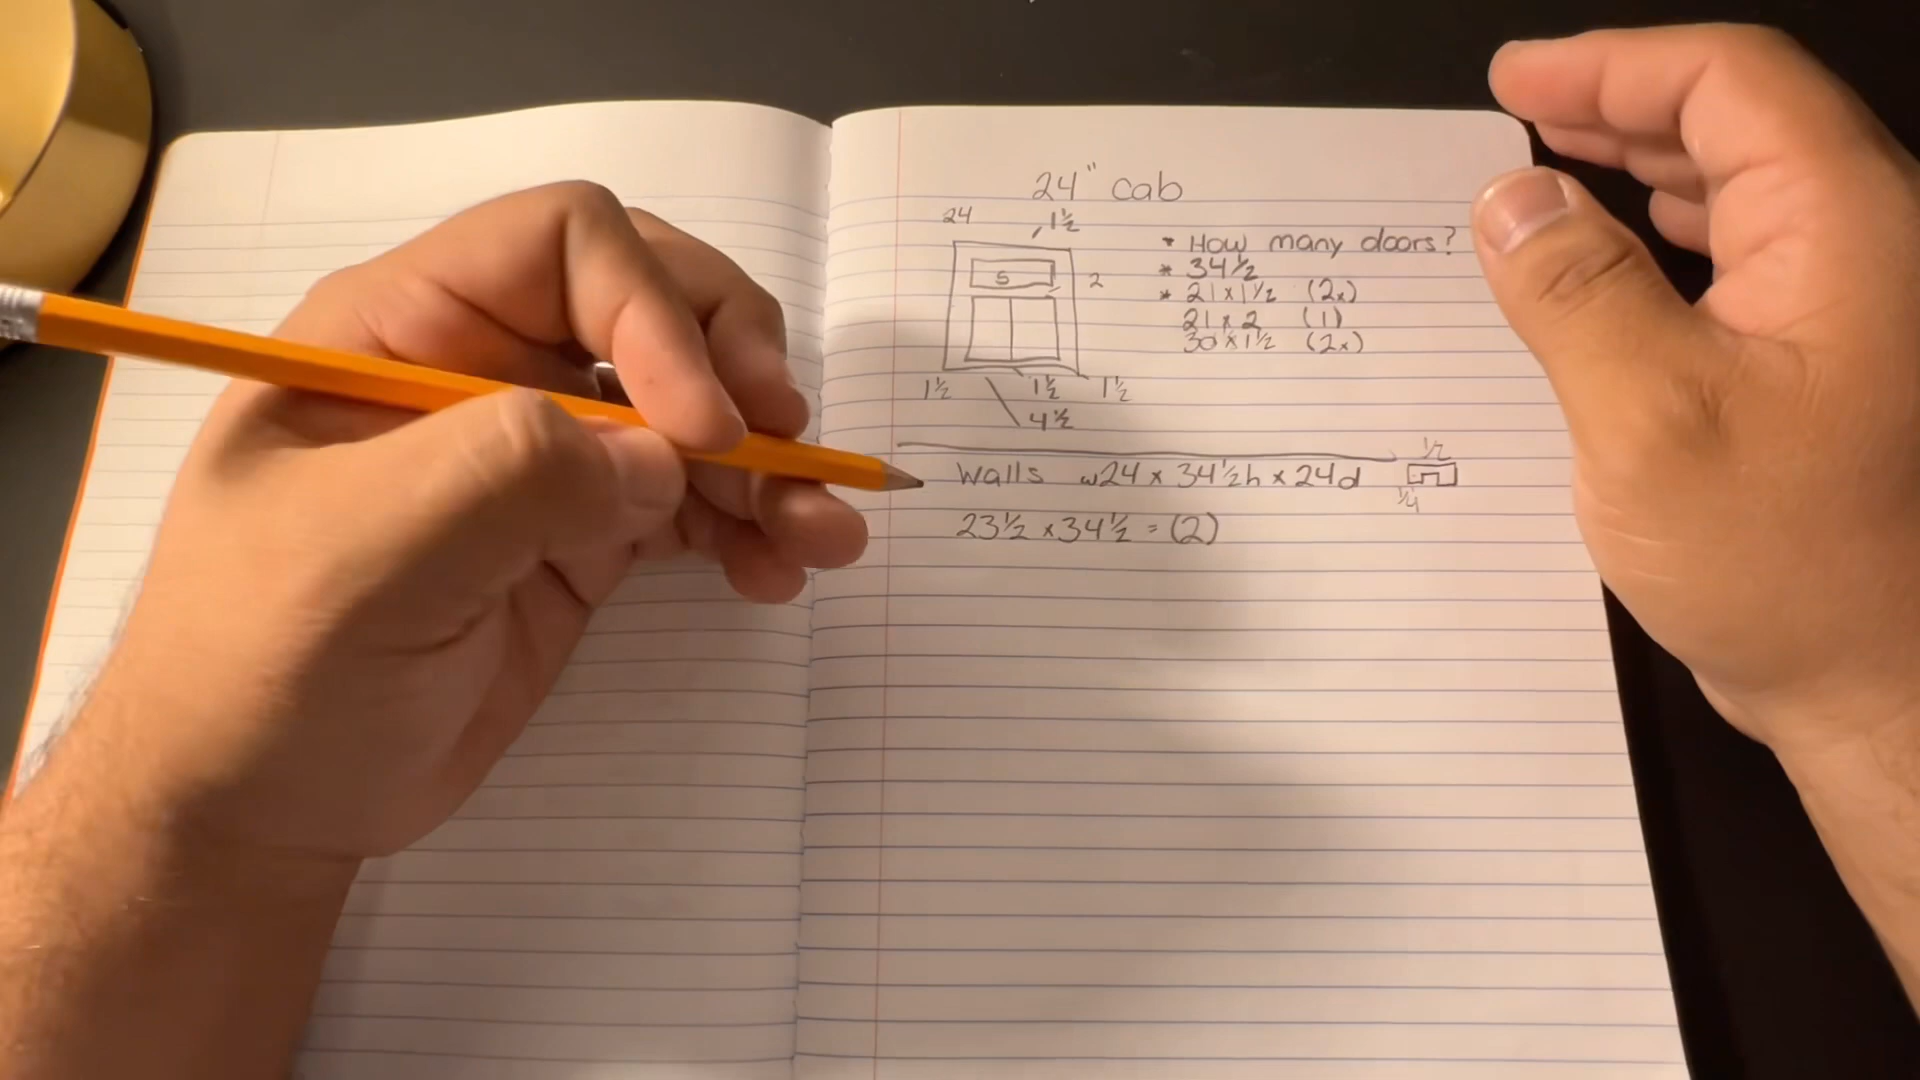 24" cab
24
1½
S
2
1½
1½
1½
4½
* How many doors?
* 34½
* 21 x 1½ (2x)
21 x 2 (1)
30 x 1½ (2x)
½
¼
Walls w24 x 34½h x 24d
23½ x 34½ = (2)